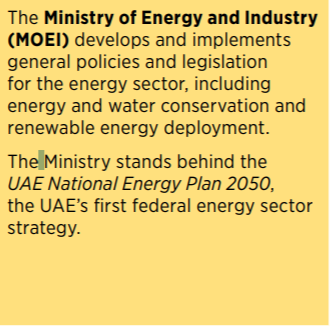 The Ministry of Energy and Industry
(MOEI) develops and implements
general policies and legislation
for the energy sector, including
energy and water conservation and
renewable energy deployment.
The Ministry stands behind the
UAE National Energy Plan 2050,
the UAE’s first federal energy sector
strategy.